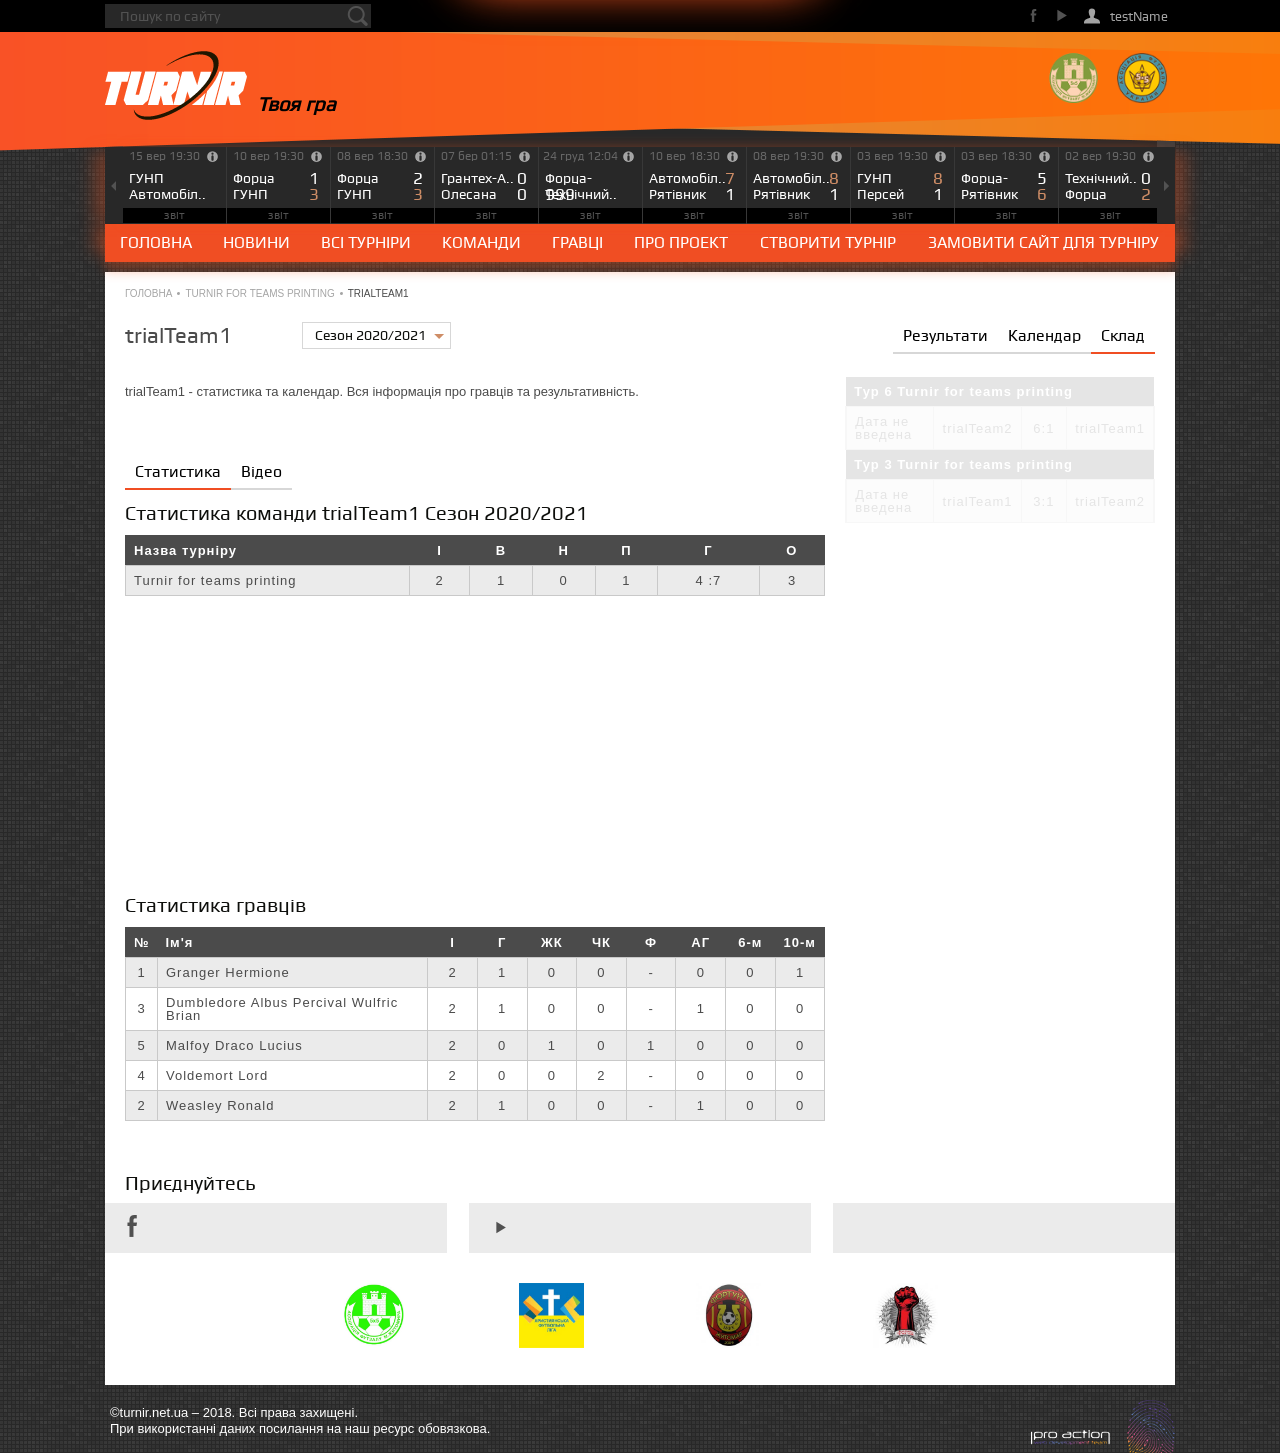 Пошук по сайту
testName
TURNIR
Твоя гра
15 вер 19:30
ГУНП
Автомобіл..
звіт
10 вер 19:30
Форца 1
ГУНП 3
звіт
08 вер 18:30
Форца 2
ГУНП 3
звіт
07 бер 01:15
Грантех-А.. 0
Олесана 0
звіт
24 груд 12:04
Форца-
Технічний..
звіт
10 вер 18:30
Автомобіл.. 7
Рятівник 1
звіт
08 вер 19:30
Автомобіл.. 8
Рятівник 1
звіт
03 вер 19:30
ГУНП 8
Персей 1
звіт
03 вер 18:30
Форца- 5
Рятівник 6
звіт
02 вер 19:30
Технічний.. 0
Форца 2
звіт
ГОЛОВНА НОВИНИ ВСІ ТУРНІРИ КОМАНДИ ГРАВЦІ ПРО ПРОЕКТ СТВОРИТИ ТУРНІР ЗАМОВИТИ САЙТ ДЛЯ ТУРНІРУ
ГОЛОВНА • TURNIR FOR TEAMS PRINTING • TRIALTEAM1
trialTeam1
Сезон 2020/2021
Результати Календар Склад
trialTeam1 - статистика та календар. Вся інформація про гравців та результативність.
Тур 6 Turnir for teams printing
Дата не введена trialTeam2 6:1 trialTeam1
Тур 3 Turnir for teams printing
Дата не введена trialTeam1 3:1 trialTeam2
Статистика Відео
Статистика команди trialTeam1 Сезон 2020/2021
Назва турніру І В Н П Г О
Turnir for teams printing 2 1 0 1 4 :7 3
Статистика гравців
№ Ім'я І Г ЖК ЧК Ф АГ 6-м 10-м
1 Granger Hermione 2 1 0 0 - 0 0 1
3 Dumbledore Albus Percival Wulfric Brian 2 1 0 0 - 1 0 0
5 Malfoy Draco Lucius 2 0 1 0 1 0 0 0
4 Voldemort Lord 2 0 0 2 - 0 0 0
2 Weasley Ronald 2 1 0 0 - 1 0 0
Приєднуйтесь
ХРИСТИЯНСЬКА
ФУТБОЛЬНА
ЛІГА
©turnir.net.ua – 2018. Всі права захищені.
При використанні даних посилання на наш ресурс обовязкова.
pro action